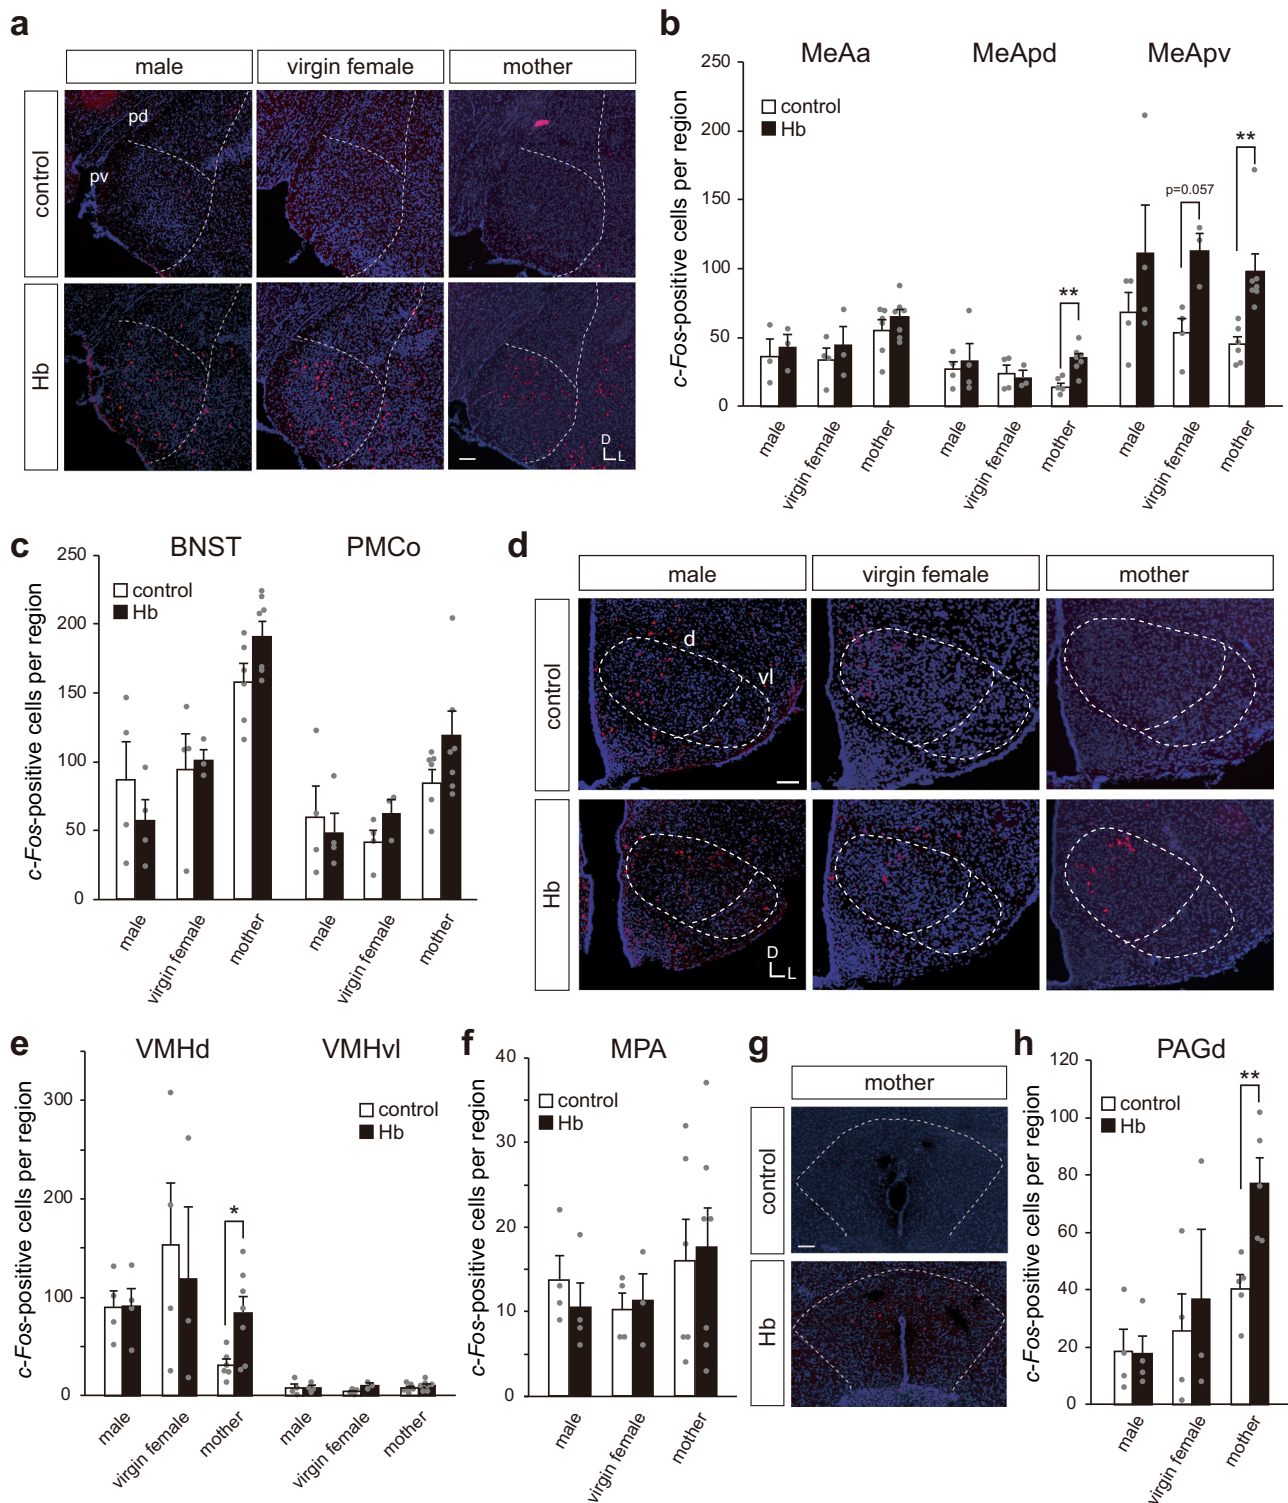 a
male
virgin female
mother
control
pd
pv
Hb
D
L
b
MeAa
MeApd
MeApv
c-Fos-positive cells per region
250
200
150
100
50
0
control
Hb
**
p=0.057
**
male
virgin female
mother
male
virgin female
mother
male
virgin female
mother
c
BNST
PMCo
c-Fos-positive cells per region
250
200
150
100
50
0
control
Hb
male
virgin female
mother
male
virgin female
mother
d
male
virgin female
mother
control
d
vl
Hb
D
L
e
VMHd
VMHvl
c-Fos-positive cells per region
300
200
100
0
control
Hb
*
male
virgin female
mother
male
virgin female
mother
f
MPA
c-Fos-positive cells per region
40
30
20
10
0
control
Hb
male
virgin female
mother
g
mother
control
Hb
h
PAGd
c-Fos-positive cells per region
120
100
80
60
40
20
0
control
Hb
**
male
virgin female
mother